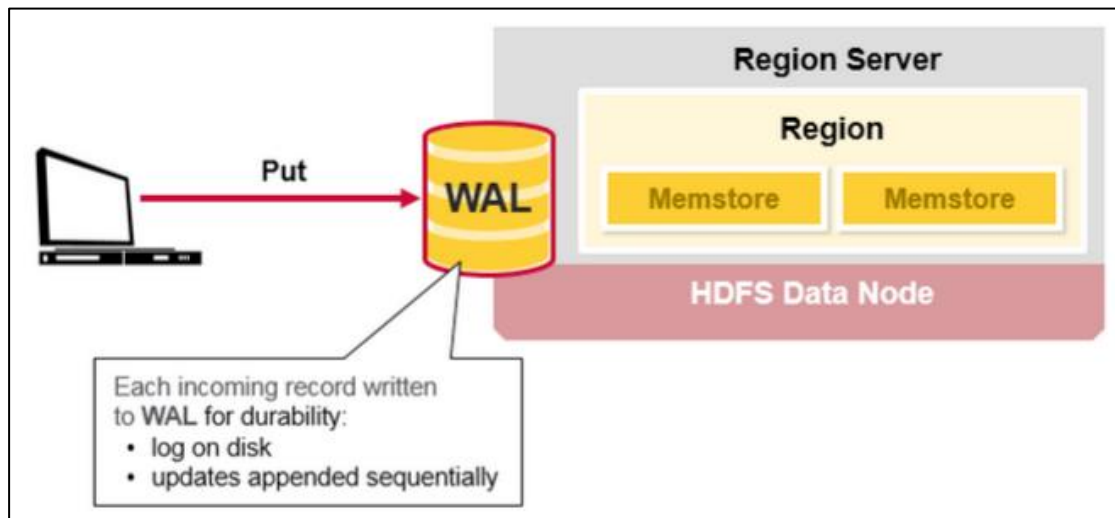 Region Server
Region
Put
WAL
Memstore Memstore
HDFS Data Node
Each incoming record written
to WAL for durability:
• log on disk
• updates appended sequentially